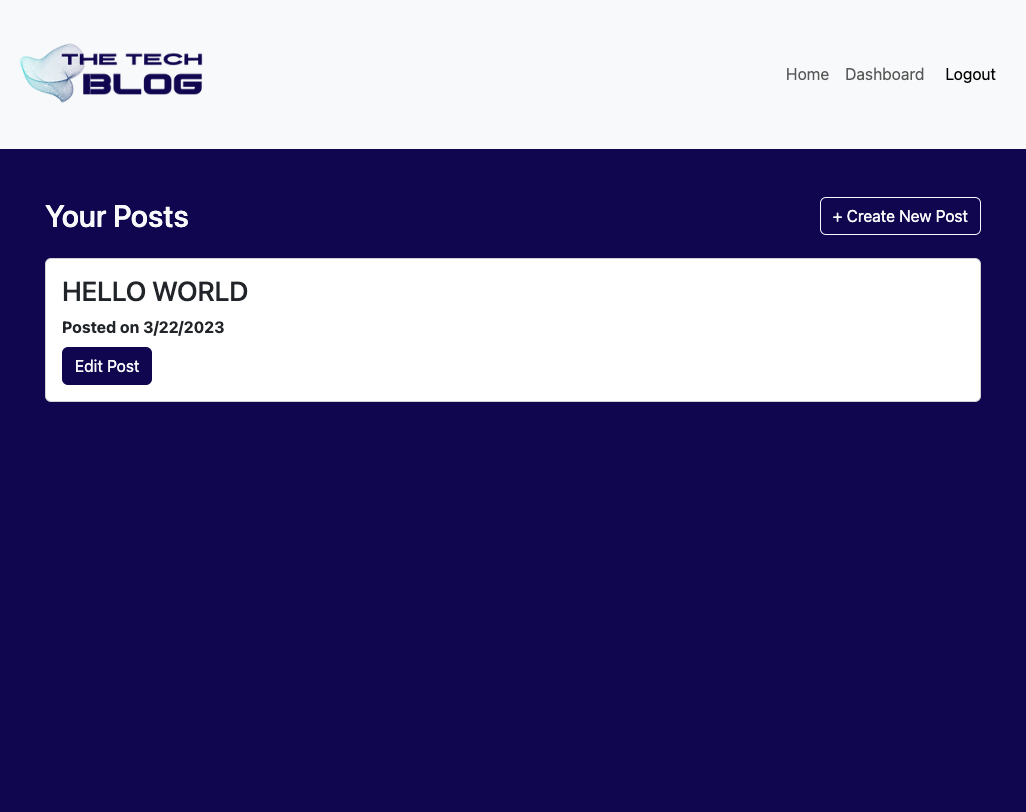 THE TECH
BLOG
Home Dashboard Logout
Your Posts
+ Create New Post
HELLO WORLD
Posted on 3/22/2023
Edit Post